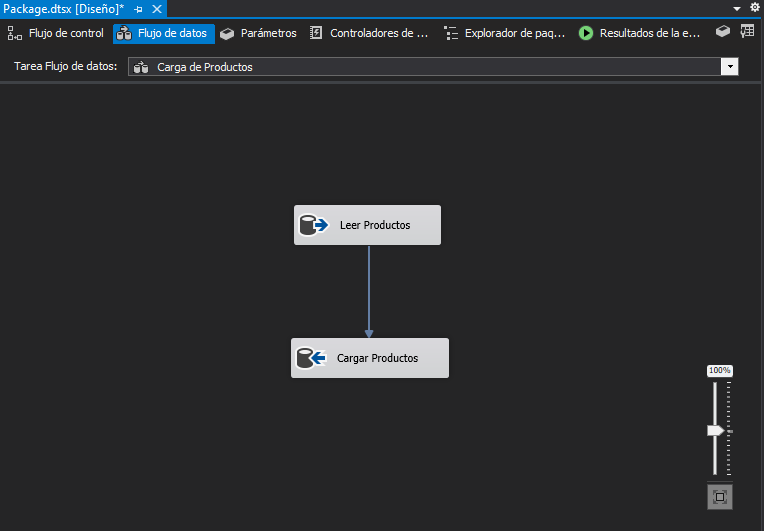 Package.dtsx [Diseño]*
Flujo de control Flujo de datos Parámetros Controladores de ... Explorador de paq... Resultados de la e...
Tarea Flujo de datos: Carga de Productos
Leer Productos
Cargar Productos
100%